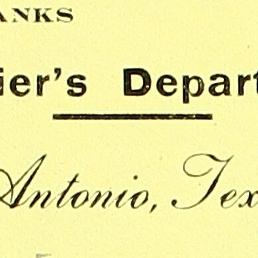 ANKS
ier's Depart
Antonio, Tex